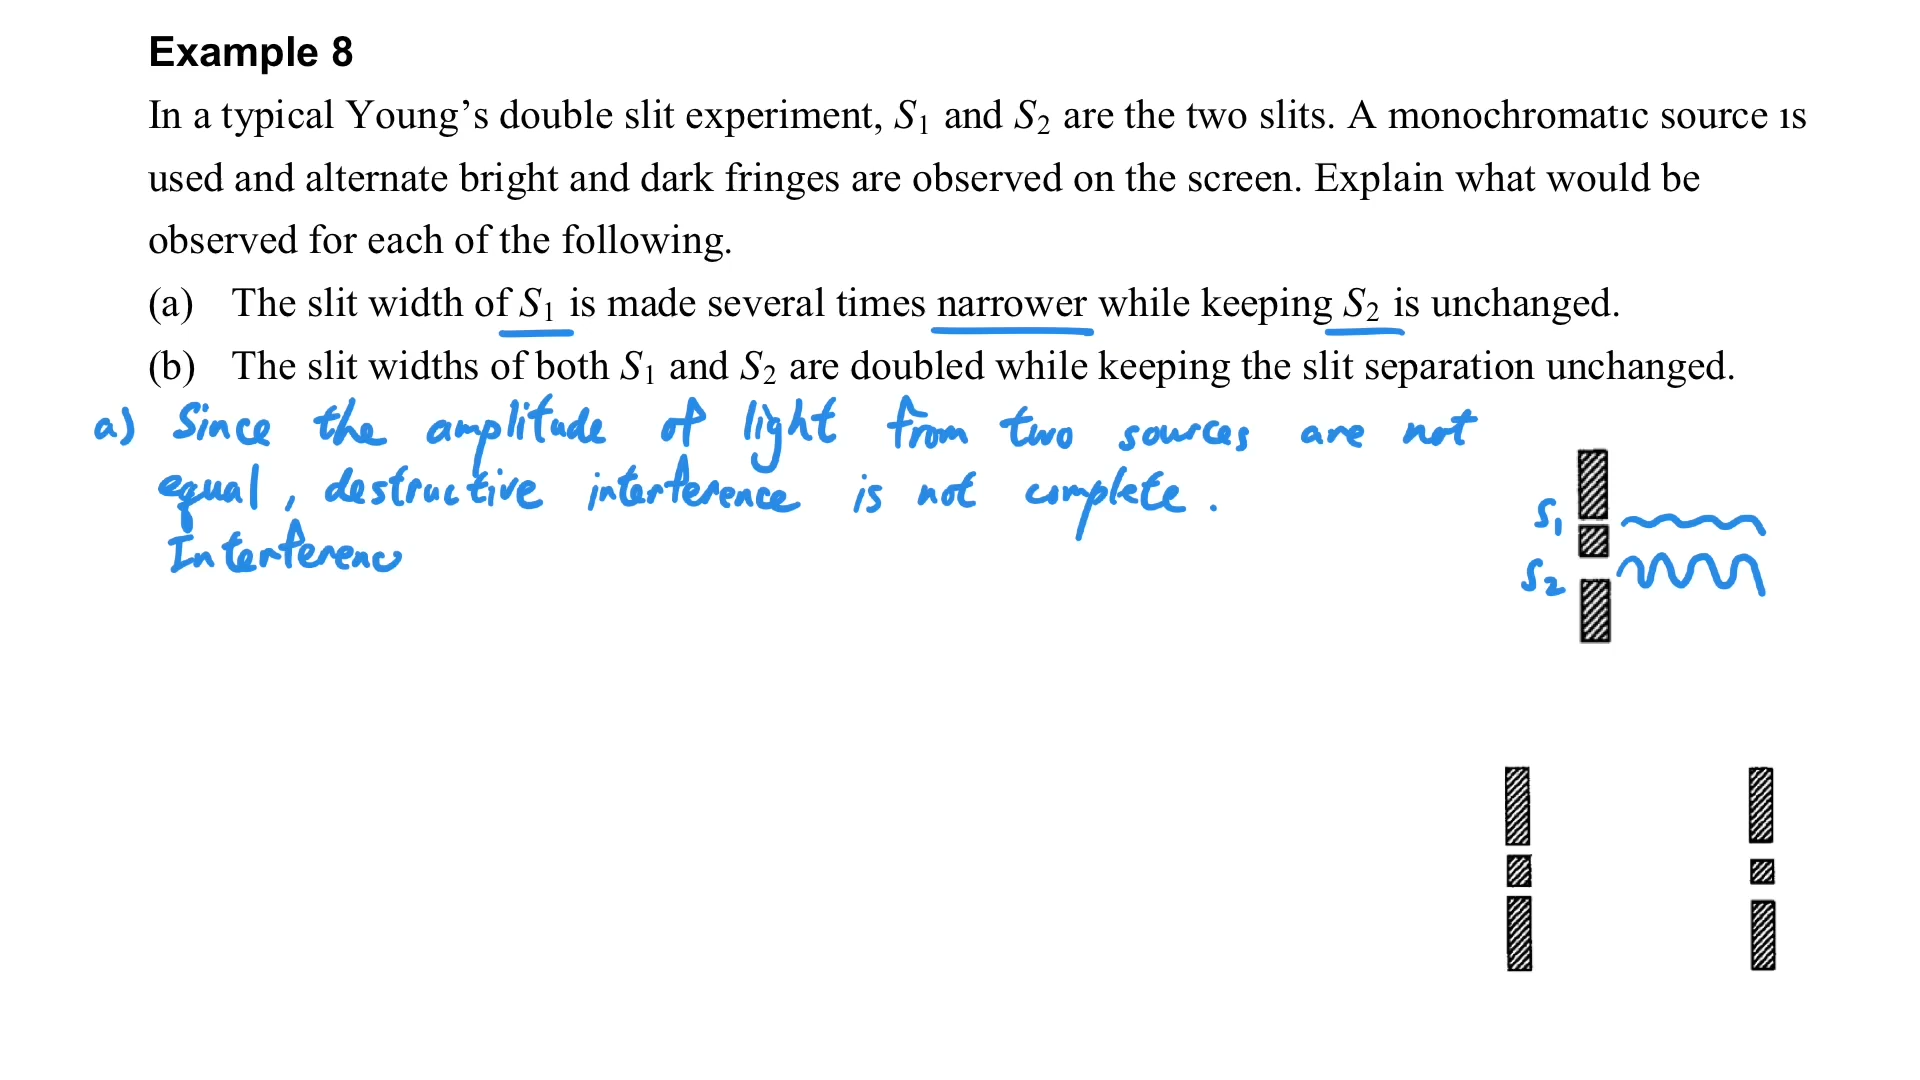 Example 8
In a typical Young’s double slit experiment, S₁ and S₂ are the two slits. A monochromatic source is
used and alternate bright and dark fringes are observed on the screen. Explain what would be
observed for each of the following.
(a) The slit width of S₁ is made several times narrower while keeping S₂ is unchanged.
(b) The slit widths of both S₁ and S₂ are doubled while keeping the slit separation unchanged.
a) Since the amplitude of light from two sources are not
equal, destructive interference is not complete.
Interferenc
S₁
S₂